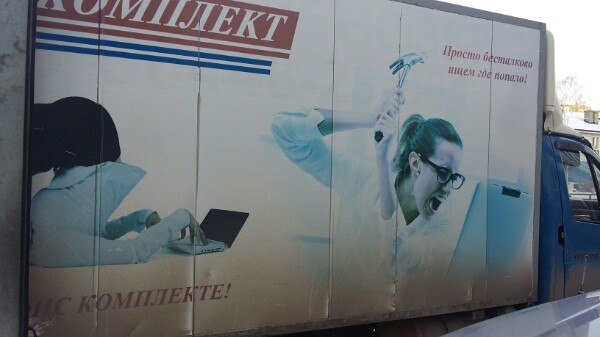 КОМПЛЕКТ
Просто бесталково
ищем где попало!
ИС КОМПЛЕКТЕ!